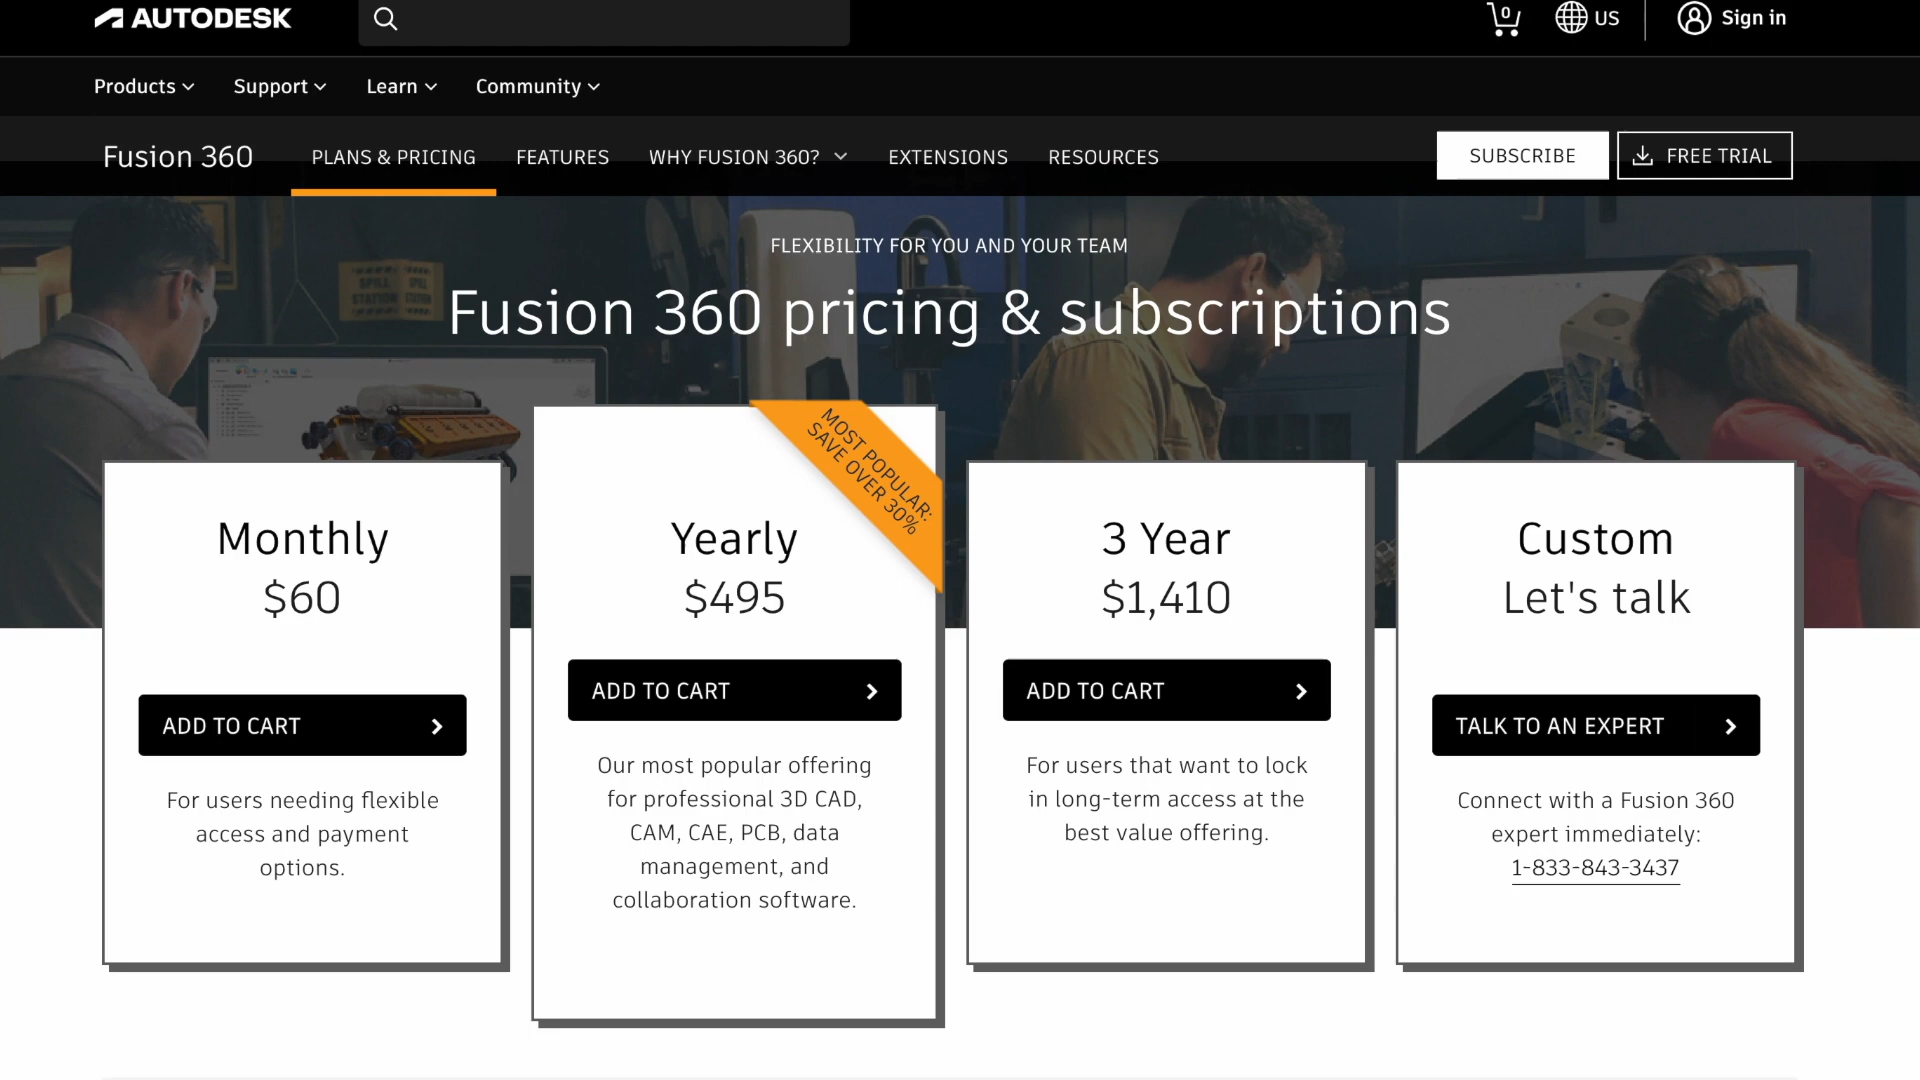 AUTODESK
0
US
Sign in
Products
Support
Learn
Community
Fusion 360
PLANS & PRICING
FEATURES
WHY FUSION 360?
EXTENSIONS
RESOURCES
SUBSCRIBE
FREE TRIAL
FLEXIBILITY FOR YOU AND YOUR TEAM
SPILL
STATION
SPILL
STATION
Fusion 360 pricing & subscriptions
Monthly
$60
ADD TO CART
For users needing flexible
access and payment
options.
MOST POPULAR:
SAVE OVER 30%
Yearly
$495
ADD TO CART
Our most popular offering
for professional 3D CAD,
CAM, CAE, PCB, data
management, and
collaboration software.
3 Year
$1,410
ADD TO CART
For users that want to lock
in long-term access at the
best value offering.
Custom
Let's talk
TALK TO AN EXPERT
Connect with a Fusion 360
expert immediately:
1-833-843-3437